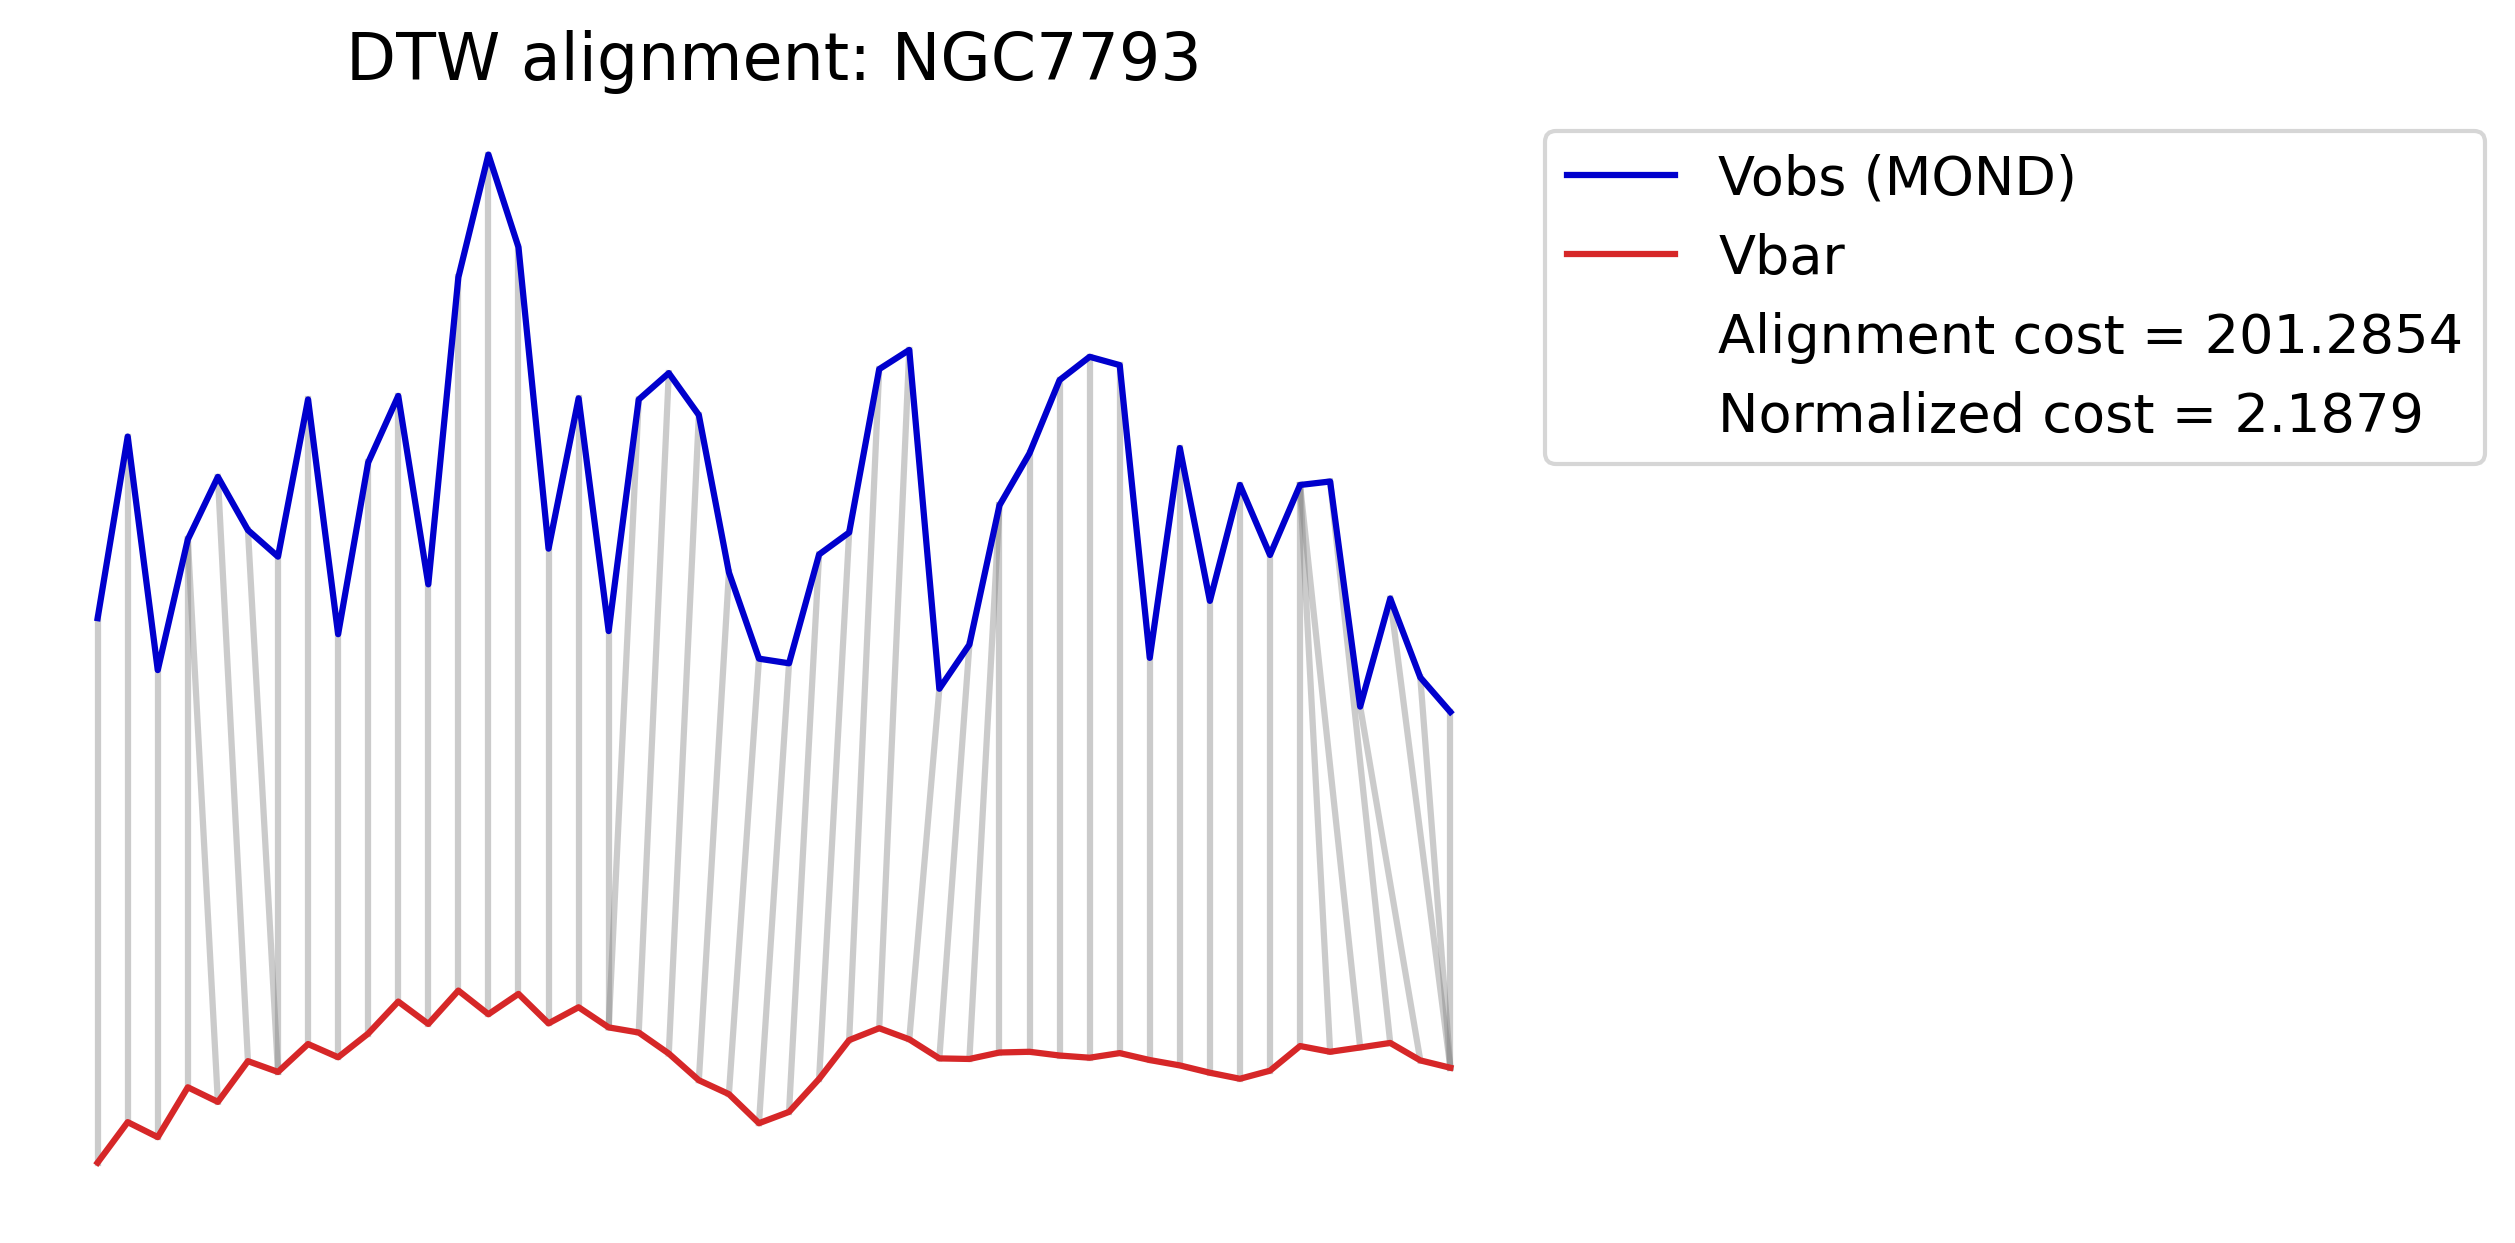 DTW alignment: NGC7793
Vobs (MOND)
Vbar
Alignment cost = 201.2854
Normalized cost = 2.1879